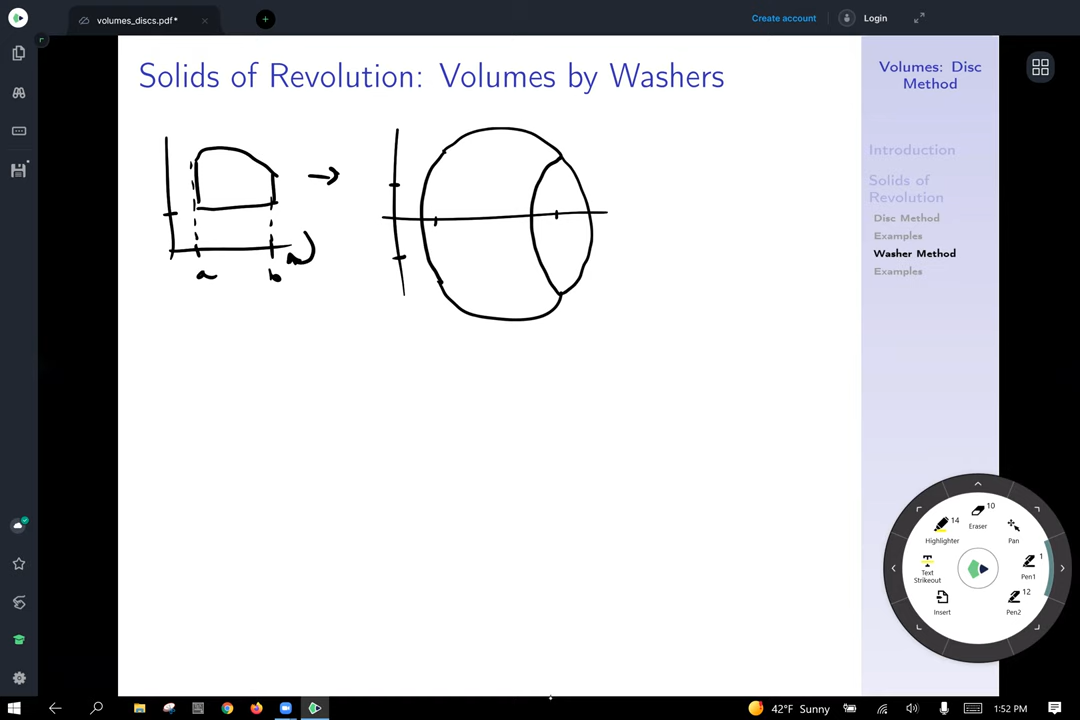 volumes_discs.pdf*
Create account
Login
Solids of Revolution: Volumes by Washers
a
b
Volumes: Disc
Method
Introduction
Solids of
Revolution
Disc Method
Examples
Washer Method
Examples
10
Eraser
14
Highlighter
Pan
Text
Strikeout
1
Pen1
Insert
12
Pen2
42°F Sunny
1:52 PM